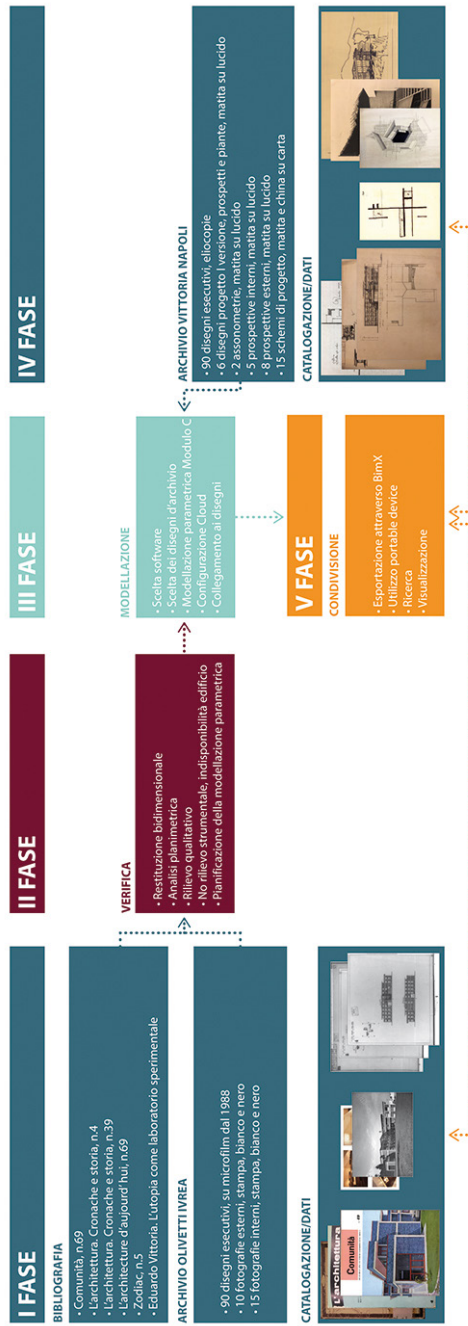 I FASE
BIBLIOGRAFIA
• Comunità, n.69
• L'architettura. Cronache e storia, n.4
• L'architettura. Cronache e storia, n.39
• L'architecture d'aujourd' hui, n.69
• Zodiac, n.5
• Eduardo Vittoria. L'utopia come laboratorio sperimentale
ARCHIVIO OLIVETTI IVREA
• 90 disegni esecutivi, su microfilm dal 1988
• 10 fotografie esterni, stampa, bianco e nero
• 15 fotografie interni, stampa, bianco e nero
CATALOGAZIONE/DATI
L'architettura
Comunità
II FASE
VERIFICA
• Restituzione bidimensionale
• Analisi planimetrica
• Rilievo qualitativo
• No rilievo strumentale, indisponibilità edificio
• Planificazione della modellazione parametrica
III FASE
MODELLAZIONE
• Scelta software
• Scelta dei disegni d'archivio
• Modellazione parametrica Modulo C
• Configurazione Cloud
• Collegamento ai disegni
V FASE
CONDIVISIONE
• Esportazione attraverso BimX
• Utilizzo portable device
• Ricerca
• Visualizzazione
IV FASE
ARCHIVIO VITTORIA NAPOLI
• 90 disegni esecutivi, eliocopie
• 6 disegni progetto I versione, prospetti e piante, matita su lucido
• 2 assonometrie, matita su lucido
• 5 prospettive interni, matita su lucido
• 8 prospettive esterni, matita su lucido
• 15 schemi di progetto, matita e china su carta
CATALOGAZIONE/DATI